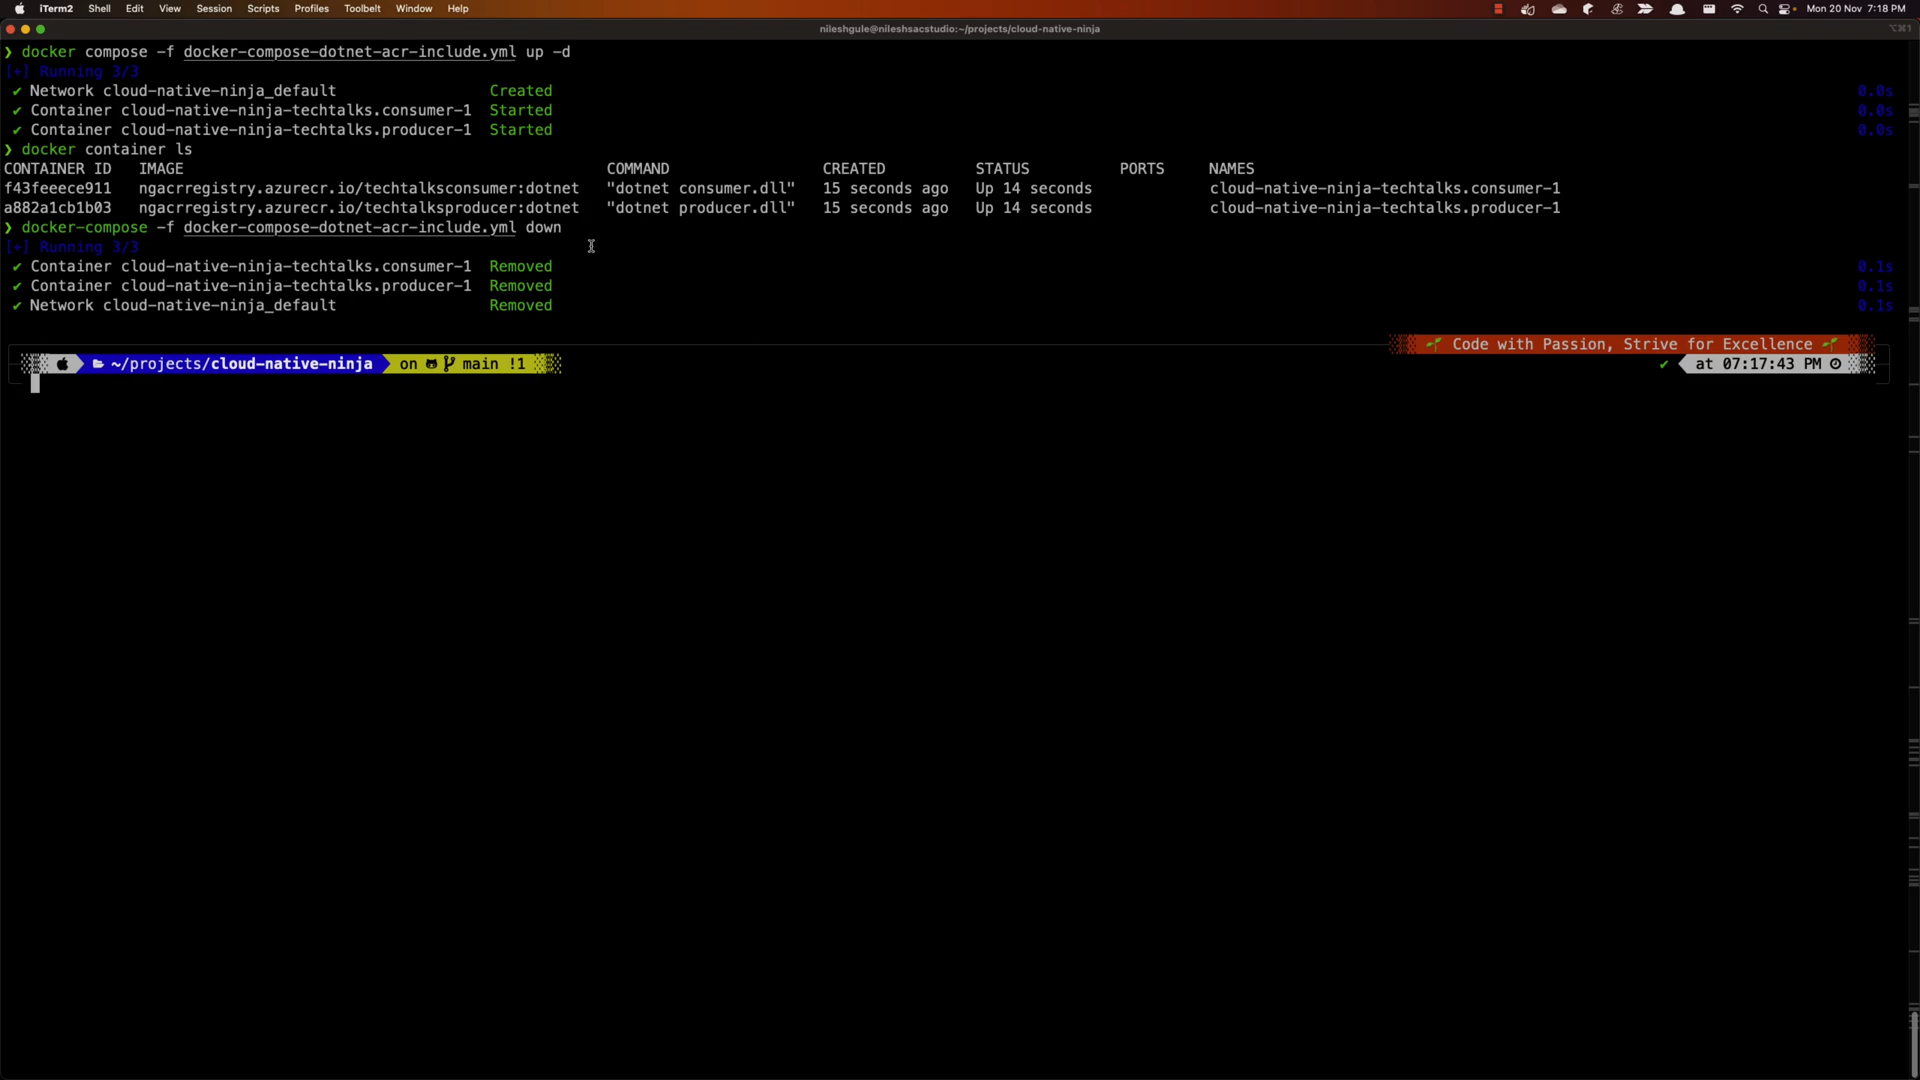 iTerm2 Shell Edit View Session Scripts Profiles Toolbelt Window Help Mon 20 Nov 7:18 PM
nileshgule@nileshsacstudio:~/projects/cloud-native-ninja ⌥⌘1
❯ docker compose -f docker-compose-dotnet-acr-include.yml up -d
[+] Running 3/3
✔ Network cloud-native-ninja_default Created 0.0s
✔ Container cloud-native-ninja-techtalks.consumer-1 Started 0.0s
✔ Container cloud-native-ninja-techtalks.producer-1 Started 0.0s
❯ docker container ls
CONTAINER ID IMAGE COMMAND CREATED STATUS PORTS NAMES
f43feeece911 ngacrregistry.azurecr.io/techtalksconsumer:dotnet "dotnet consumer.dll" 15 seconds ago Up 14 seconds cloud-native-ninja-techtalks.consumer-1
a882a1cb1b03 ngacrregistry.azurecr.io/techtalksproducer:dotnet "dotnet producer.dll" 15 seconds ago Up 14 seconds cloud-native-ninja-techtalks.producer-1
❯ docker-compose -f docker-compose-dotnet-acr-include.yml down
[+] Running 3/3
✔ Container cloud-native-ninja-techtalks.consumer-1 Removed 0.1s
✔ Container cloud-native-ninja-techtalks.producer-1 Removed 0.1s
✔ Network cloud-native-ninja_default Removed 0.1s
Code with Passion, Strive for Excellence
~/projects/cloud-native-ninja on main !1 ✔ at 07:17:43 PM